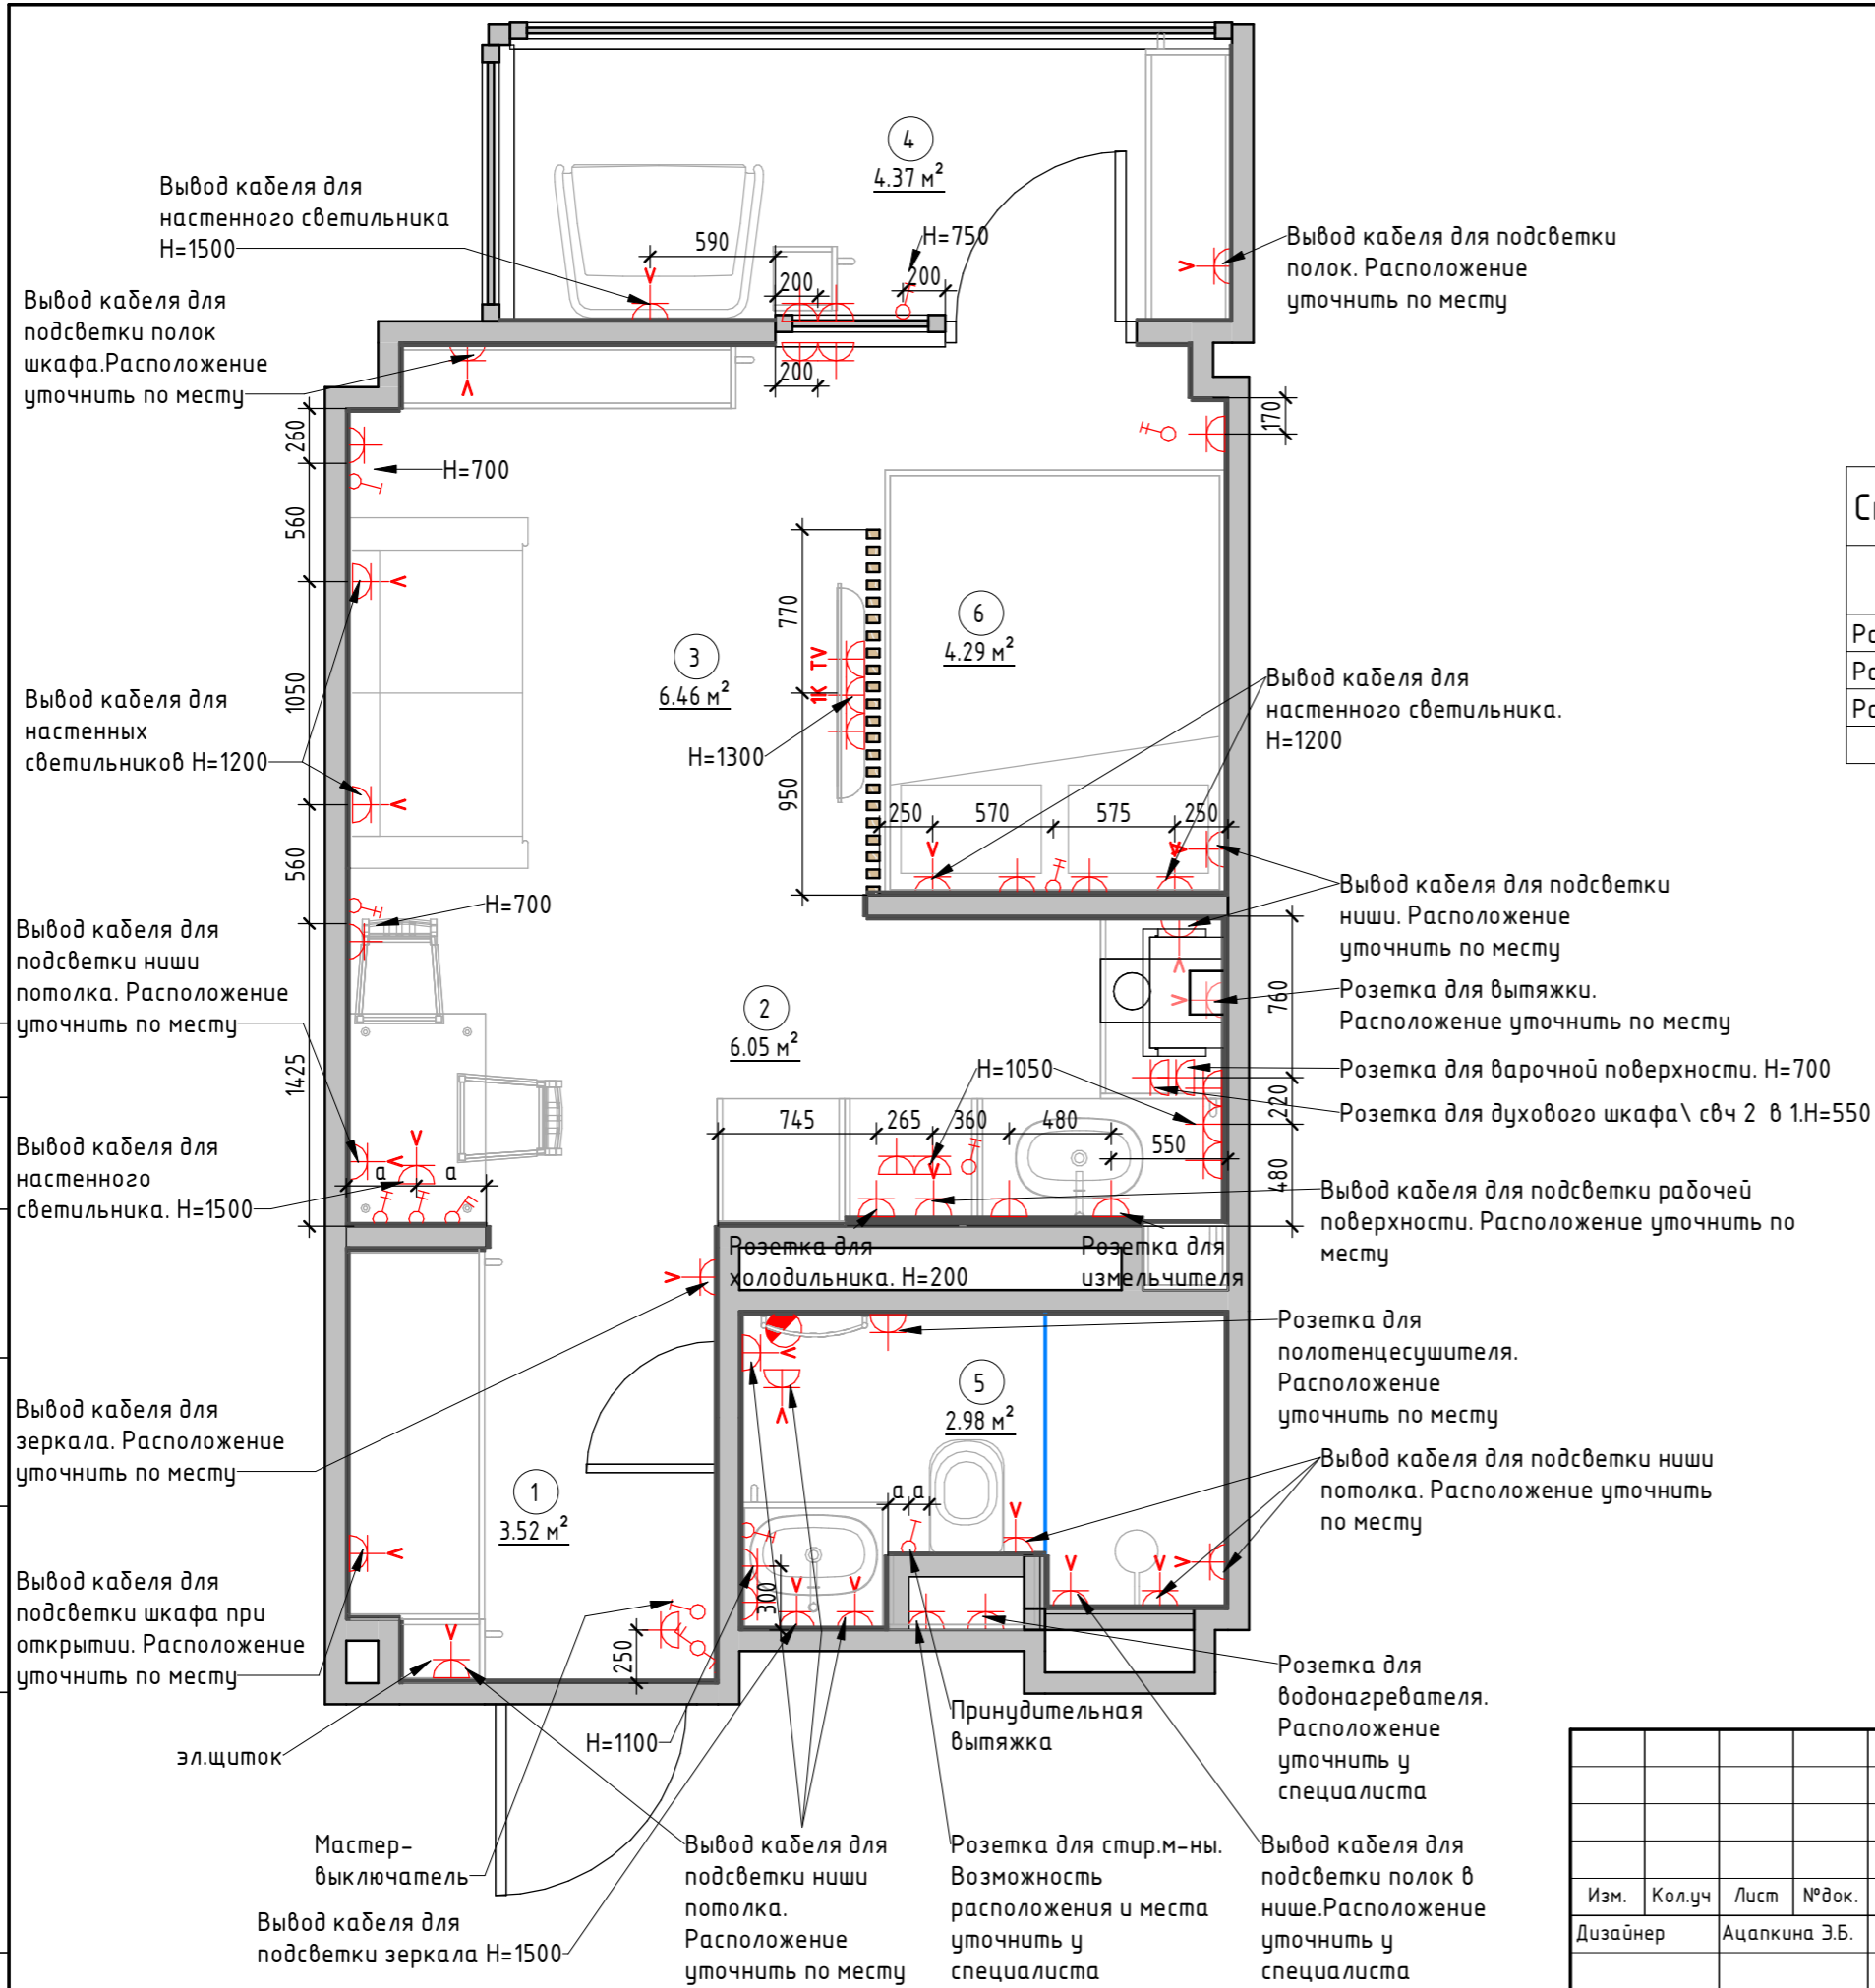 4
4.37 м²
Вывод кабеля для
настенного светильника
Н=1500
590
Н=750
200
200
Вывод кабеля для подсветки
полок. Расположение
уточнить по месту
Вывод кабеля для
подсветки полок
шкафа.Расположение
уточнить по месту
200
260
170
Н=700
560
770
3
6.46 м²
TV
1K
6
4.29 м²
Вывод кабеля для
настенных
светильников Н=1200
1050
Н=1300
950
Вывод кабеля для
настенного светильника.
Н=1200
250
570
575
250
560
Н=700
Вывод кабеля для подсветки
ниши. Расположение
уточнить по месту
Вывод кабеля для
подсветки ниши
потолка. Расположение
уточнить по месту
Розетка для вытяжки.
Расположение уточнить по месту
760
2
6.05 м²
1425
Н=1050
Розетка для варочной поверхности. Н=700
220
Розетка для духового шкафа\ свч 2 в 1.Н=550
745
265
360
480
550
480
Вывод кабеля для
настенного
светильника. Н=1500
а
а
Вывод кабеля для подсветки рабочей
поверхности. Расположение уточнить по
месту
Розетка для
холодильника. Н=200
Розетка для
измельчителя
Розетка для
полотенцесушителя.
Расположение
уточнить по месту
5
2.98 м²
Вывод кабеля для
зеркала. Расположение
уточнить по месту
Вывод кабеля для подсветки ниши
потолка. Расположение уточнить
по месту
1
3.52 м²
а
а
300
250
Вывод кабеля для
подсветки шкафа при
открытии. Расположение
уточнить по месту
эл.щиток
Н=1100
Принудительная
вытяжка
Розетка для
водонагревателя.
Расположение
уточнить у
специалиста
Мастер-
выключатель
Вывод кабеля для
подсветки зеркала Н=1500
Вывод кабеля для
подсветки ниши
потолка.
Расположение
уточнить по месту
Розетка для стир.м-ны.
Возможность
расположения и места
уточнить у
специалиста
Вывод кабеля для
подсветки полок в
нише.Расположение
уточнить у
специалиста
Изм.
Кол.уч
Лист
№док.
Дизайнер
Ацапкина Э.Б.